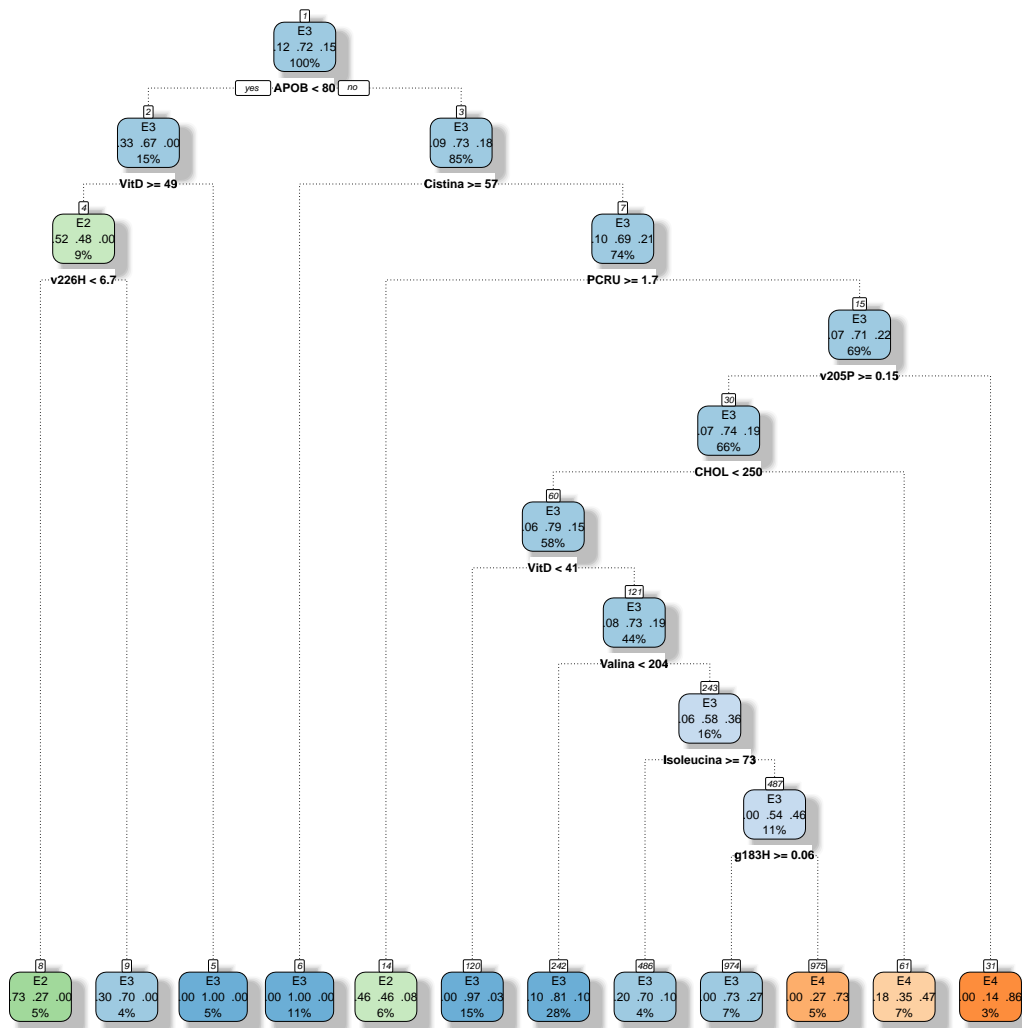 1
E3
.12 .72 .15
100%
yes APOB < 80 no
2
E3
.33 .67 .00
15%
VitD >= 49
3
E3
.09 .73 .18
85%
Cistina >= 57
4
E2
.52 .48 .00
9%
v226H < 6.7
7
E3
.10 .69 .21
74%
PCRU >= 1.7
15
E3
.07 .71 .22
69%
v205P >= 0.15
30
E3
.07 .74 .19
66%
CHOL < 250
60
E3
.06 .79 .15
58%
VitD < 41
121
E3
.08 .73 .19
44%
Valina < 204
243
E3
.06 .58 .36
16%
Isoleucina >= 73
487
E3
.00 .54 .46
11%
g183H >= 0.06
8
E2
.73 .27 .00
5%
9
E3
.30 .70 .00
4%
5
E3
.00 1.00 .00
5%
6
E3
.00 1.00 .00
11%
14
E2
.46 .46 .08
6%
120
E3
.00 .97 .03
15%
242
E3
.10 .81 .10
28%
486
E3
.20 .70 .10
4%
974
E3
.00 .73 .27
7%
975
E4
.00 .27 .73
5%
61
E4
.18 .35 .47
7%
31
E4
.00 .14 .86
3%